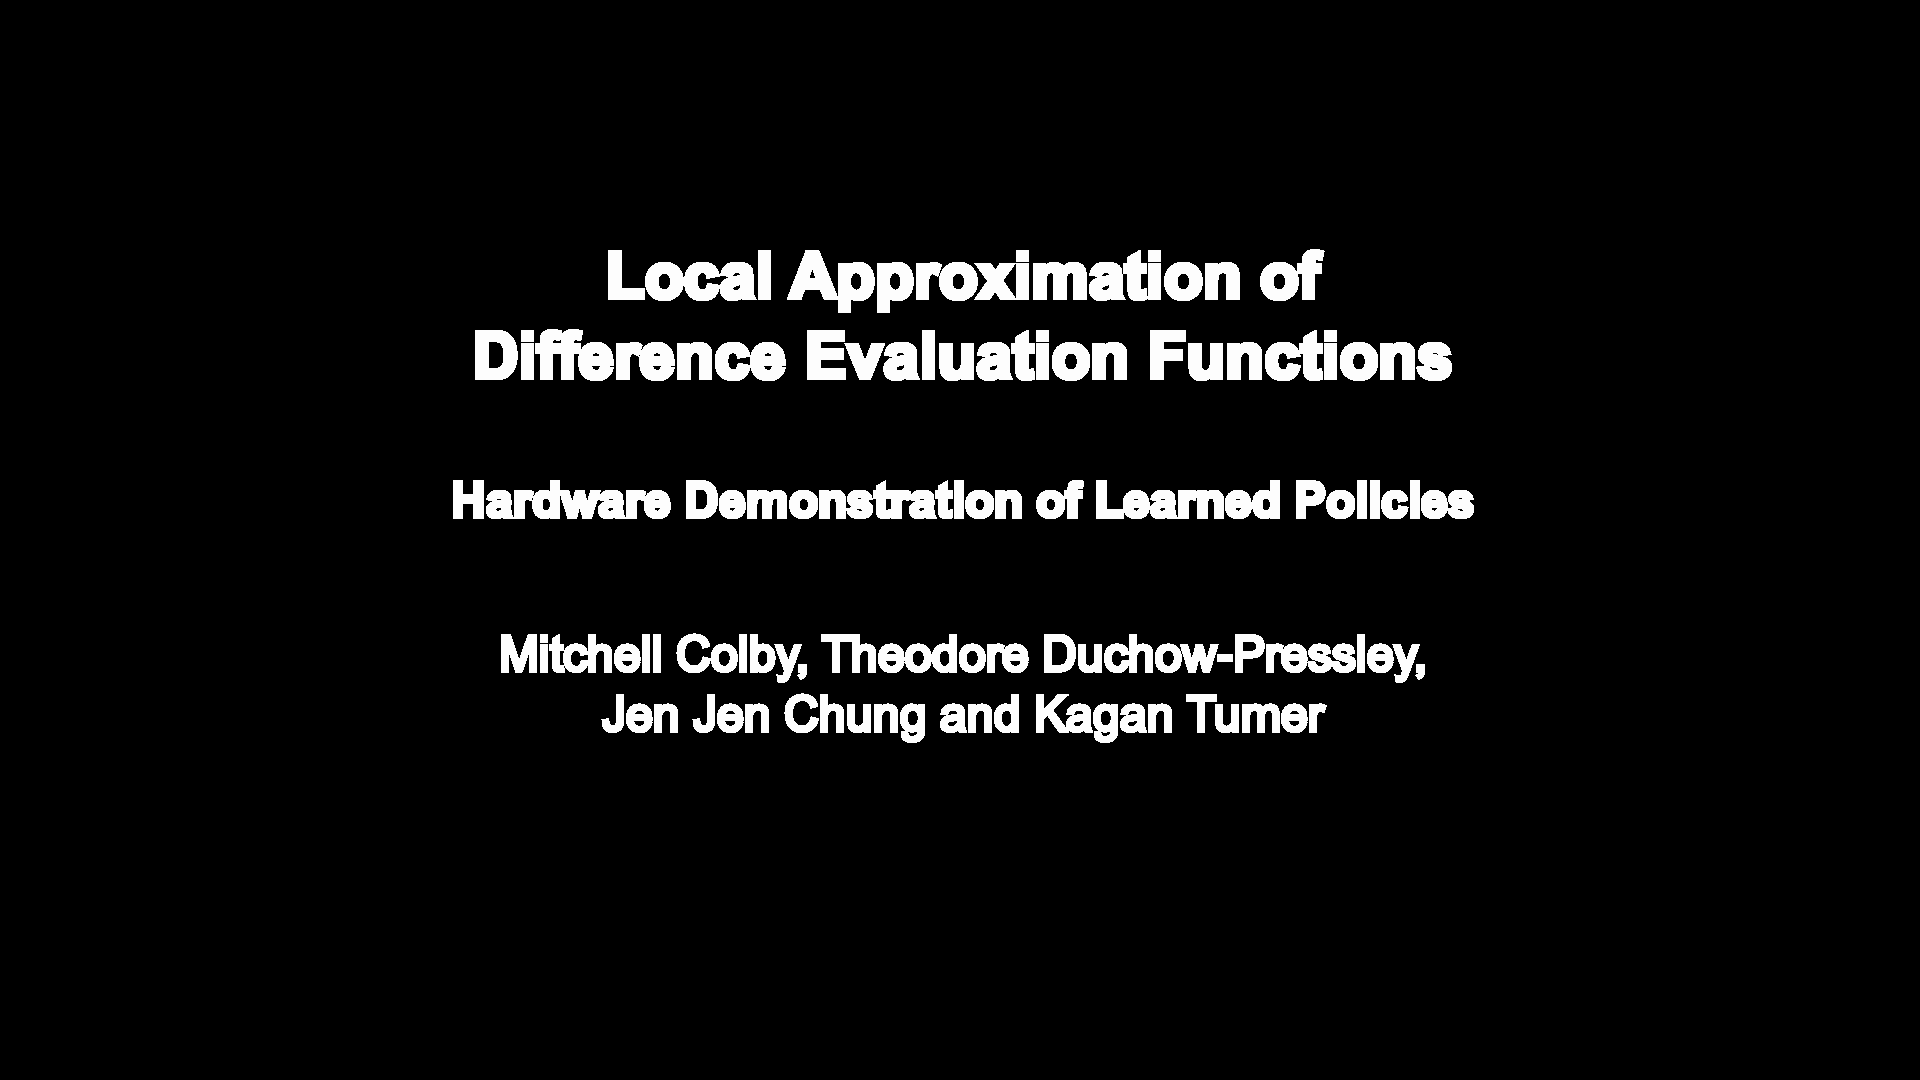 Local Approximation of
Difference Evaluation Functions
Hardware Demonstration of Learned Policies
Mitchell Colby, Theodore Duchow-Pressley,
Jen Jen Chung and Kagan Tumer